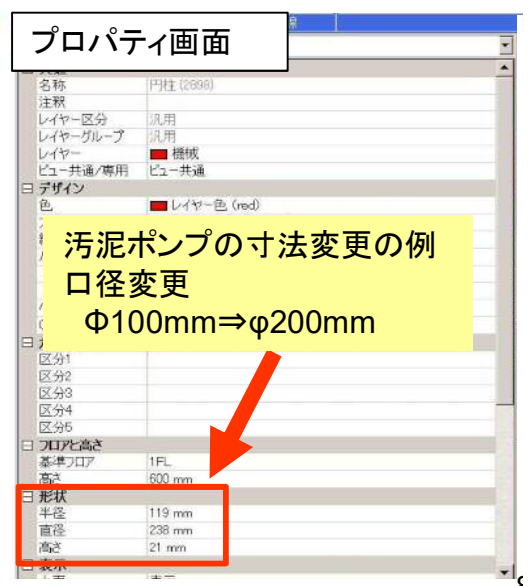 プロパティ画面
名称 円柱 (2898)
注釈
レイヤー区分 汎用
レイヤーグループ 汎用
レイヤー 機械
ビュー共通/専用 ビュー共通
デザイン
色 レイヤー色 (red)
汚泥ポンプの寸法変更の例
口径変更
Φ100mm⇒φ200mm
区分1
区分2
区分3
区分4
区分5
フロアと高さ
基準フロア 1FL
高さ 600 mm
形状
半径 119 mm
直径 238 mm
高さ 21 mm
表示